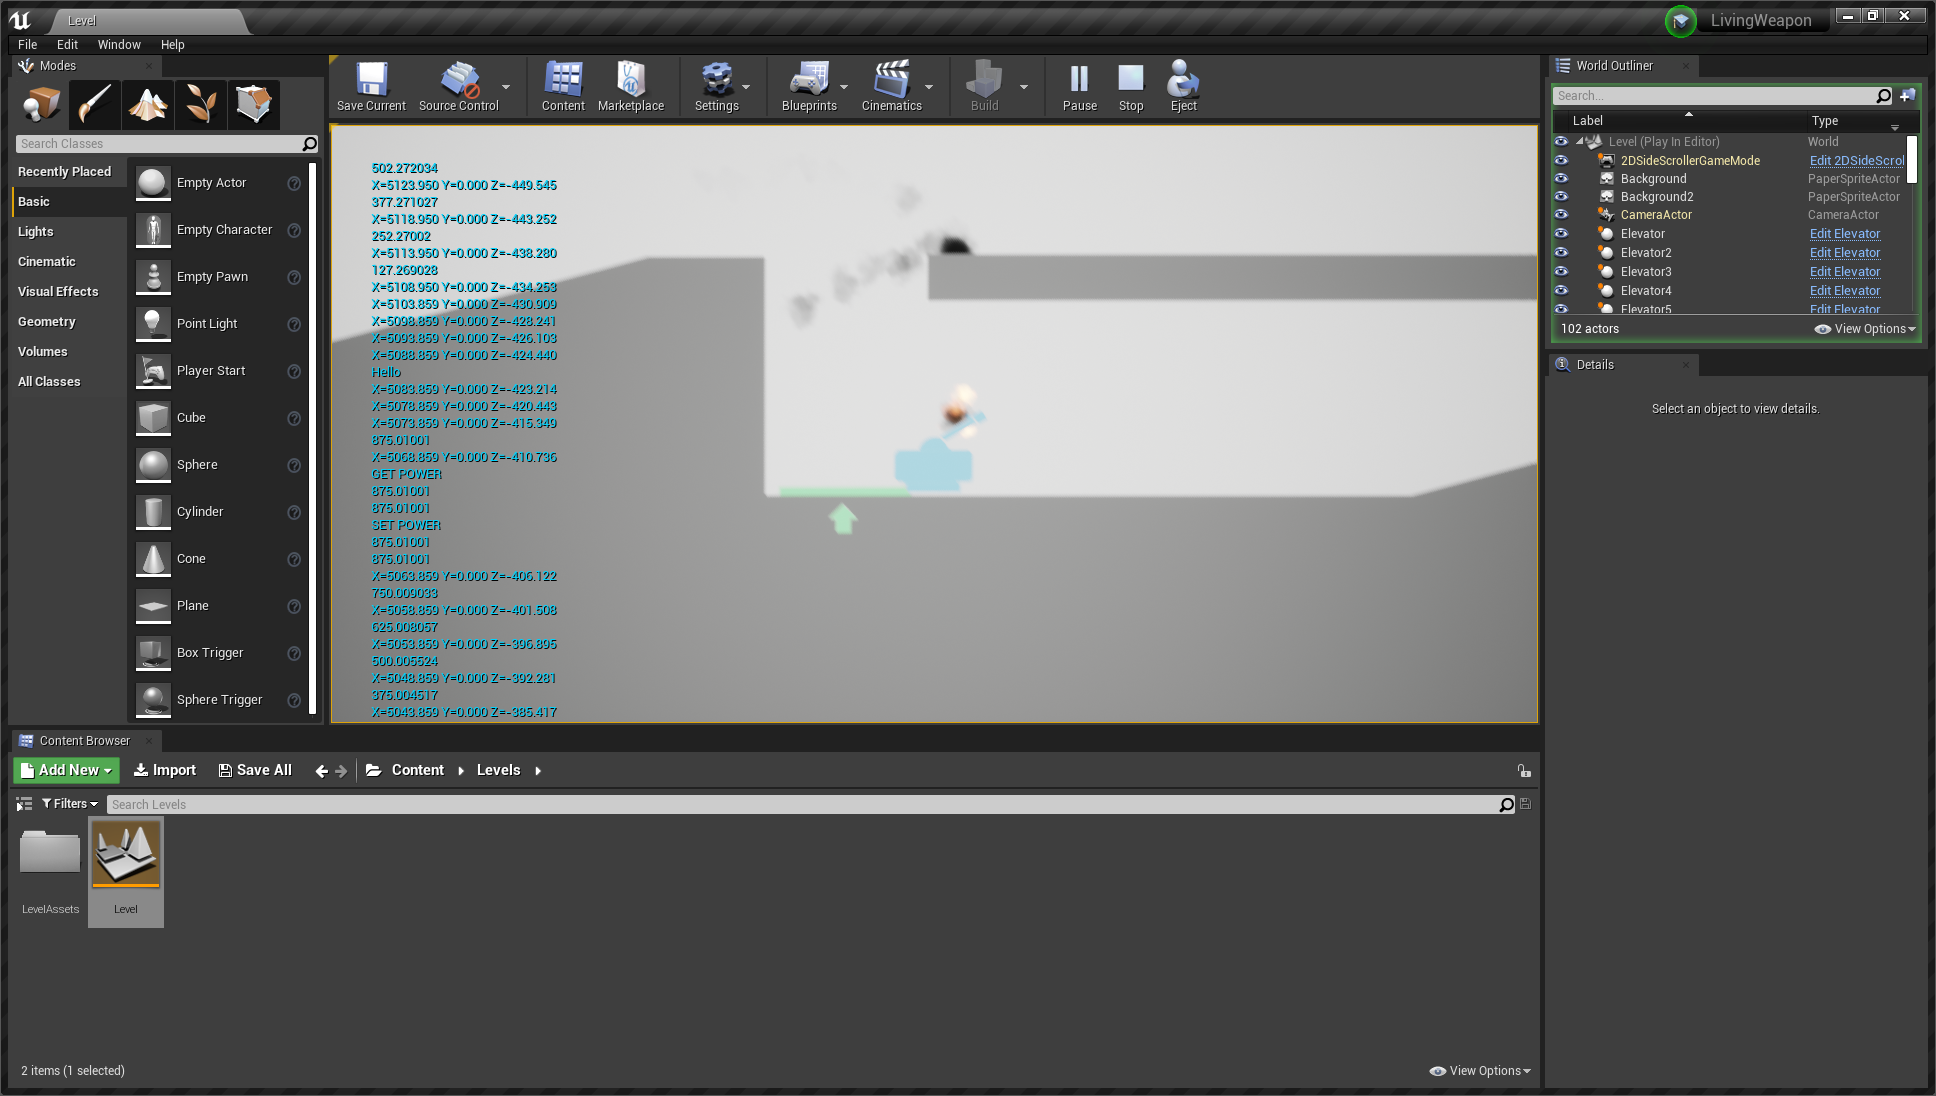 Level
LivingWeapon
File Edit Window Help
Modes
Search Classes
Recently Placed
Basic
Lights
Cinematic
Visual Effects
Geometry
Volumes
All Classes
Empty Actor
Empty Character
Empty Pawn
Point Light
Player Start
Cube
Sphere
Cylinder
Cone
Plane
Box Trigger
Sphere Trigger
Save Current
Source Control
Content
Marketplace
Settings
Blueprints
Cinematics
Build
Pause
Stop
Eject
502.272034
X=5123.950 Y=0.000 Z=-449.545
377.271027
X=5118.950 Y=0.000 Z=-443.252
252.27002
X=5113.950 Y=0.000 Z=-438.280
127.269028
X=5108.950 Y=0.000 Z=-434.253
X=5103.859 Y=0.000 Z=-430.909
X=5098.859 Y=0.000 Z=-428.241
X=5093.859 Y=0.000 Z=-426.103
X=5088.859 Y=0.000 Z=-424.440
Hello
X=5083.859 Y=0.000 Z=-423.214
X=5078.859 Y=0.000 Z=-420.443
X=5073.859 Y=0.000 Z=-415.349
875.01001
X=5068.859 Y=0.000 Z=-410.736
GET POWER
875.01001
875.01001
SET POWER
875.01001
875.01001
X=5063.859 Y=0.000 Z=-406.122
750.009033
X=5058.859 Y=0.000 Z=-401.508
625.008057
X=5053.859 Y=0.000 Z=-396.895
500.005524
X=5048.859 Y=0.000 Z=-392.281
375.004517
X=5043.859 Y=0.000 Z=-385.417
World Outliner
Search...
Label Type
Level (Play In Editor) World
2DSideScrollerGameMode Edit 2DSideScrol
Background PaperSpriteActor
Background2 PaperSpriteActor
CameraActor CameraActor
Elevator Edit Elevator
Elevator2 Edit Elevator
Elevator3 Edit Elevator
Elevator4 Edit Elevator
Elevator5 Edit Elevator
102 actors View Options
Details
Select an object to view details.
Content Browser
Add New Import Save All Content Levels
Filters Search Levels
LevelAssets
Level
2 items (1 selected)
View Options